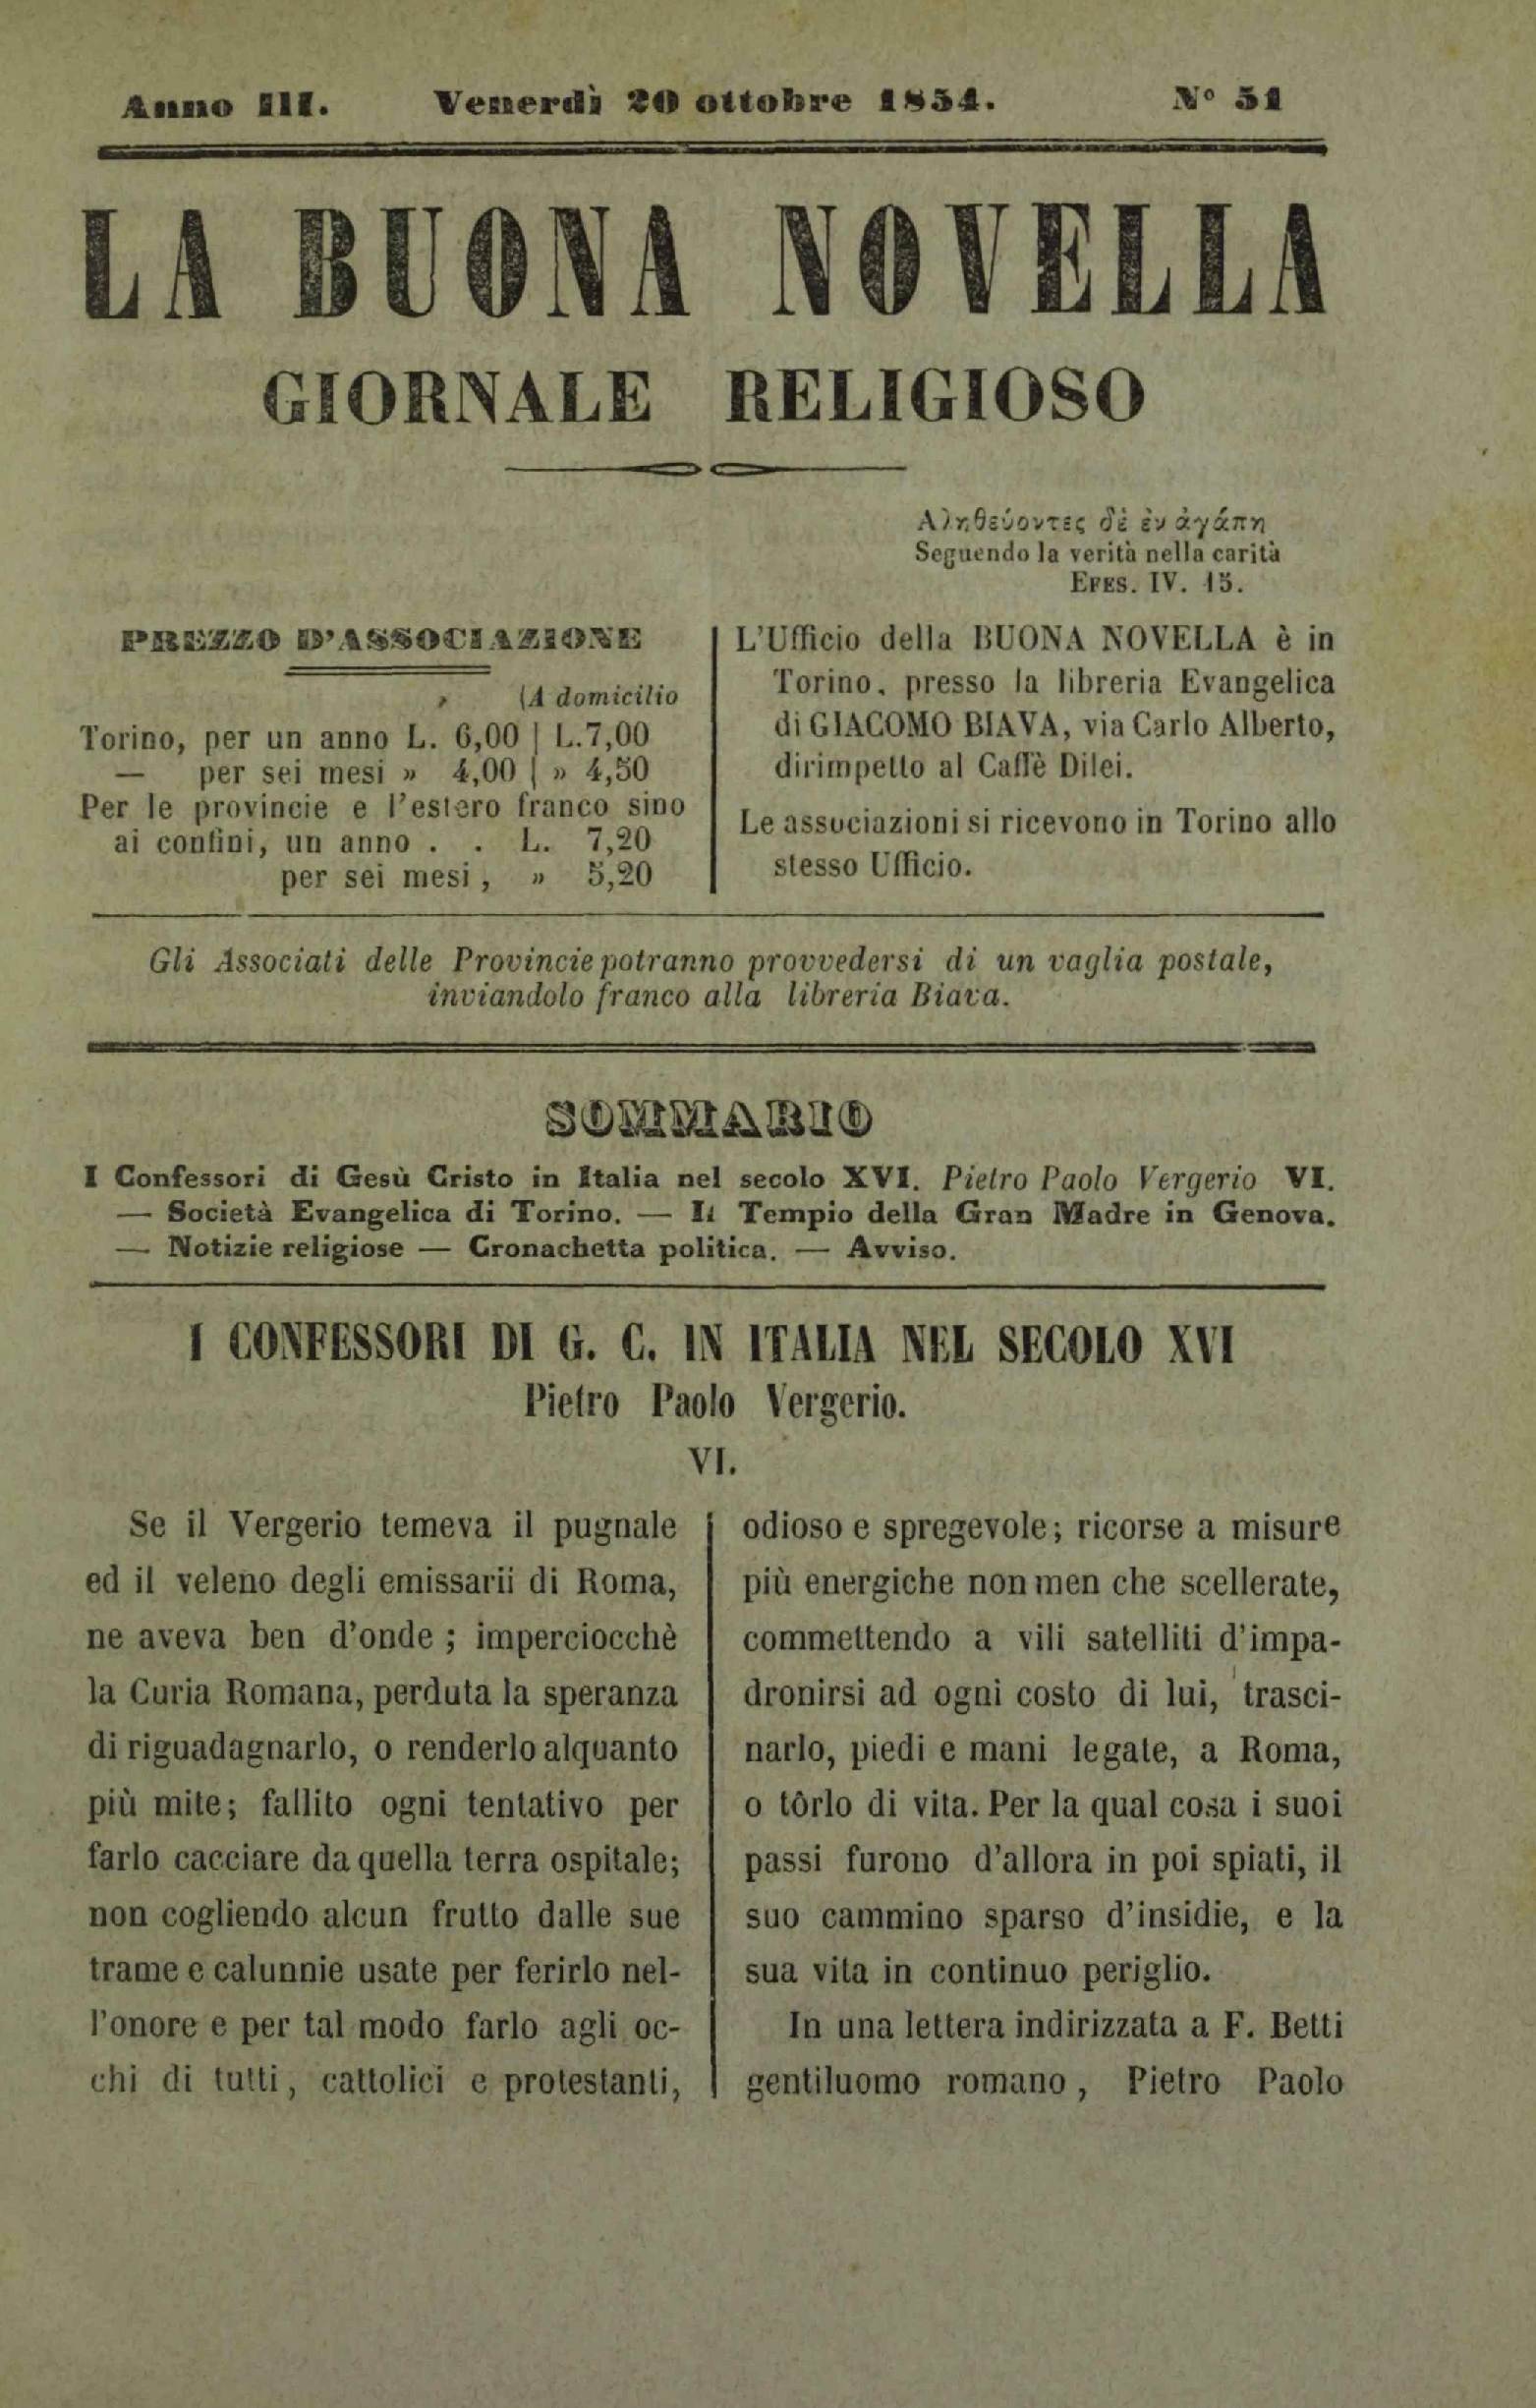 Anno III. Venerdì 20 ottobre 1854. N° 51
LA BUONA NOVELLA
GIORNALE RELIGIOSO
Αληθεύοντες δὲ ἐν ἀγάπῃ
Seguendo la verità nella carità
EFES. IV. 15.
PREZZO D'ASSOCIAZIONE
(A domicilio
Torino, per un anno L. 6,00 | L.7,00
— per sei mesi » 4,00 | » 4,50
Per le provincie e l'estero franco sino
ai confini, un anno . . L. 7,20
per sei mesi, » 5,20
L'Ufficio della BUONA NOVELLA è in
Torino, presso la libreria Evangelica
di GIACOMO BIAVA, via Carlo Alberto,
dirimpetto al Caffè Dilei.
Le associazioni si ricevono in Torino allo
stesso Ufficio.
Gli Associati delle Provincie potranno provvedersi di un vaglia postale,
inviandolo franco alla libreria Biava.
SOMMARIO
I Confessori di Gesù Cristo in Italia nel secolo XVI. Pietro Paolo Vergerio VI.
— Società Evangelica di Torino. — Il Tempio della Gran Madre in Genova.
— Notizie religiose — Cronachetta politica. — Avviso.
I CONFESSORI DI G. C. IN ITALIA NEL SECOLO XVI
Pietro Paolo Vergerio.
VI.
Se il Vergerio temeva il pugnale
ed il veleno degli emissarii di Roma,
ne aveva ben d'onde ; imperciocchè
la Curia Romana, perduta la speranza
di riguadagnarlo, o renderlo alquanto
più mite; fallito ogni tentativo per
farlo cacciare da quella terra ospitale;
non cogliendo alcun frutto dalle sue
trame e calunnie usate per ferirlo nel-
l'onore e per tal modo farlo agli oc-
chi di tutti, cattolici e protestanti,
odioso e spregevole; ricorse a misure
più energiche non men che scellerate,
commettendo a vili satelliti d'impa-
dronirsi ad ogni costo di lui, trasci-
narlo, piedi e mani legate, a Roma,
o tôrlo di vita. Per la qual cosa i suoi
passi furono d'allora in poi spiati, il
suo cammino sparso d'insidie, e la
sua vita in continuo periglio.
In una lettera indirizzata a F. Betti
gentiluomo romano, Pietro Paolo